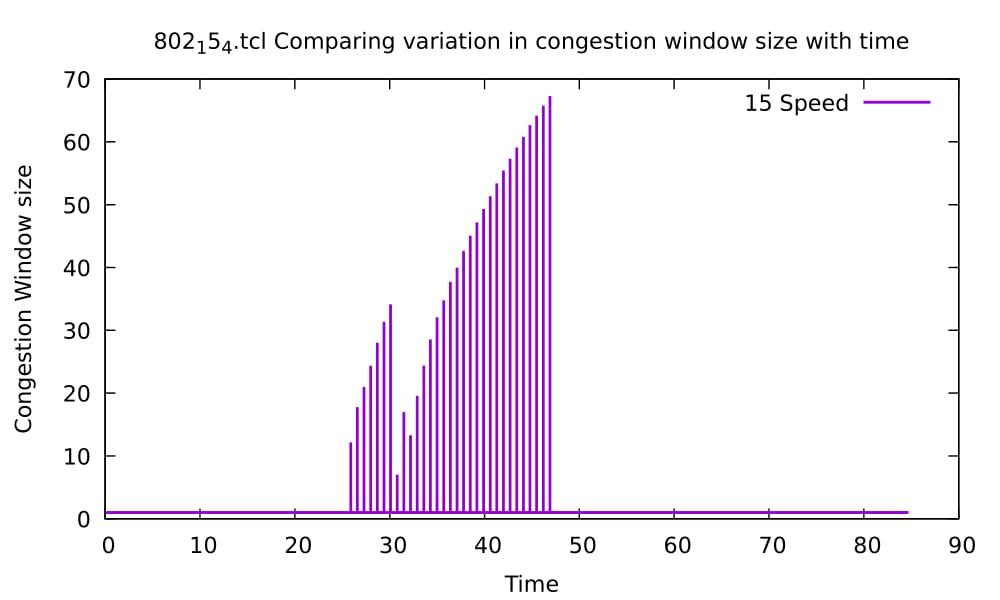 802₁5₄.tcl Comparing variation in congestion window size with time
15 Speed
Congestion Window size
70
60
50
40
30
20
10
0
0 10 20 30 40 50 60 70 80 90
Time